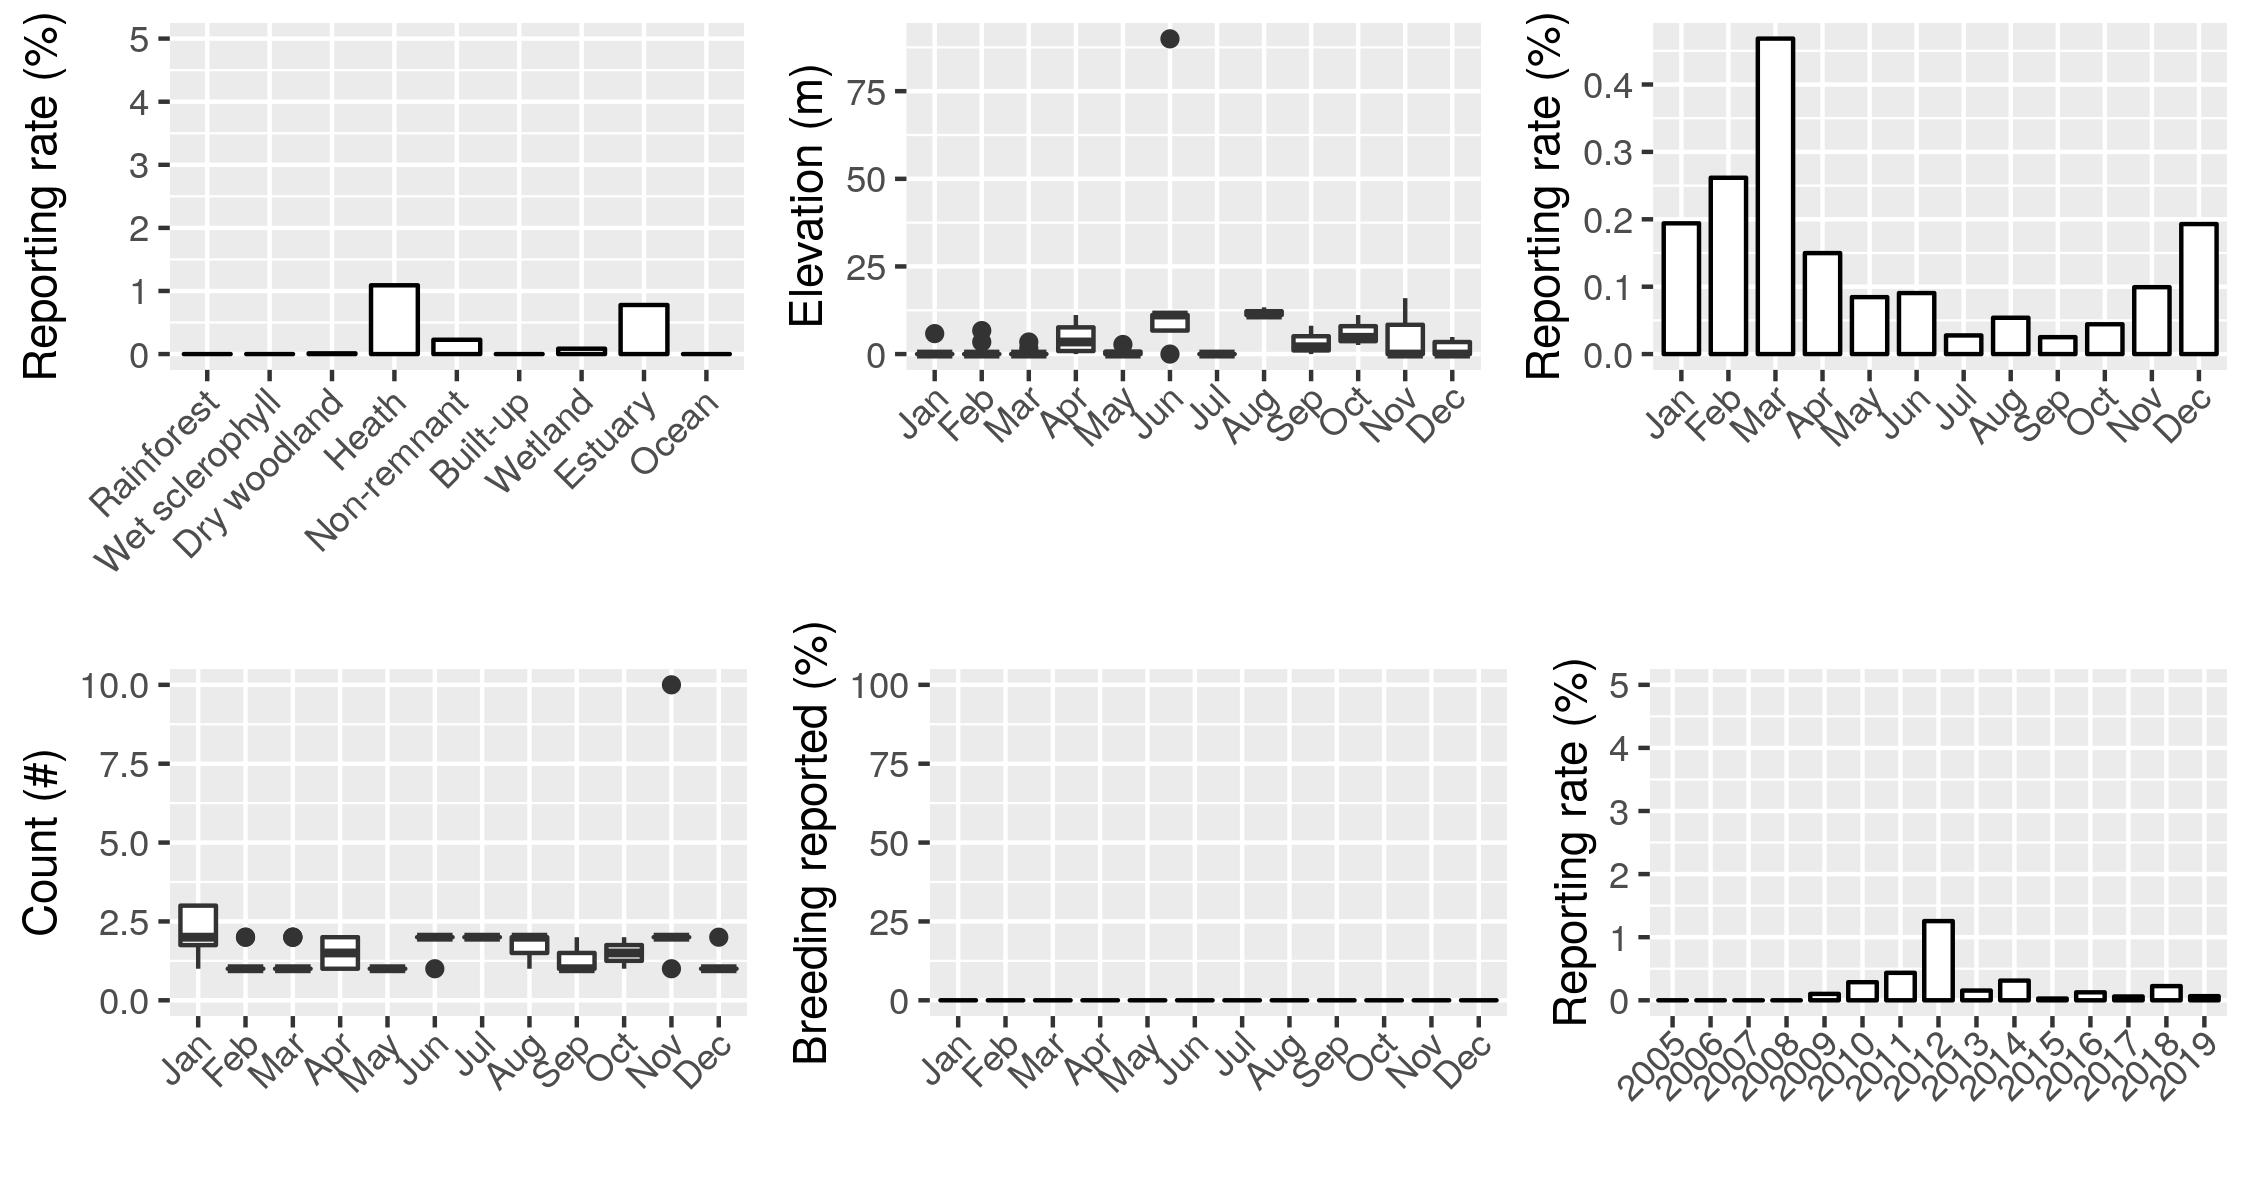 Reporting rate (%)
5
4
3
2
1
0
Rainforest
Wet sclerophyll
Dry woodland
Heath
Non-remnant
Built-up
Wetland
Estuary
Ocean
Elevation (m)
75
50
25
0
Jan
Feb
Mar
Apr
May
Jun
Jul
Aug
Sep
Oct
Nov
Dec
Reporting rate (%)
0.4
0.3
0.2
0.1
0.0
Jan
Feb
Mar
Apr
May
Jun
Jul
Aug
Sep
Oct
Nov
Dec
Count (#)
10.0
7.5
5.0
2.5
0.0
Jan
Feb
Mar
Apr
May
Jun
Jul
Aug
Sep
Oct
Nov
Dec
Breeding reported (%)
100
75
50
25
0
Jan
Feb
Mar
Apr
May
Jun
Jul
Aug
Sep
Oct
Nov
Dec
Reporting rate (%)
5
4
3
2
1
0
2005
2006
2007
2008
2009
2010
2011
2012
2013
2014
2015
2016
2017
2018
2019